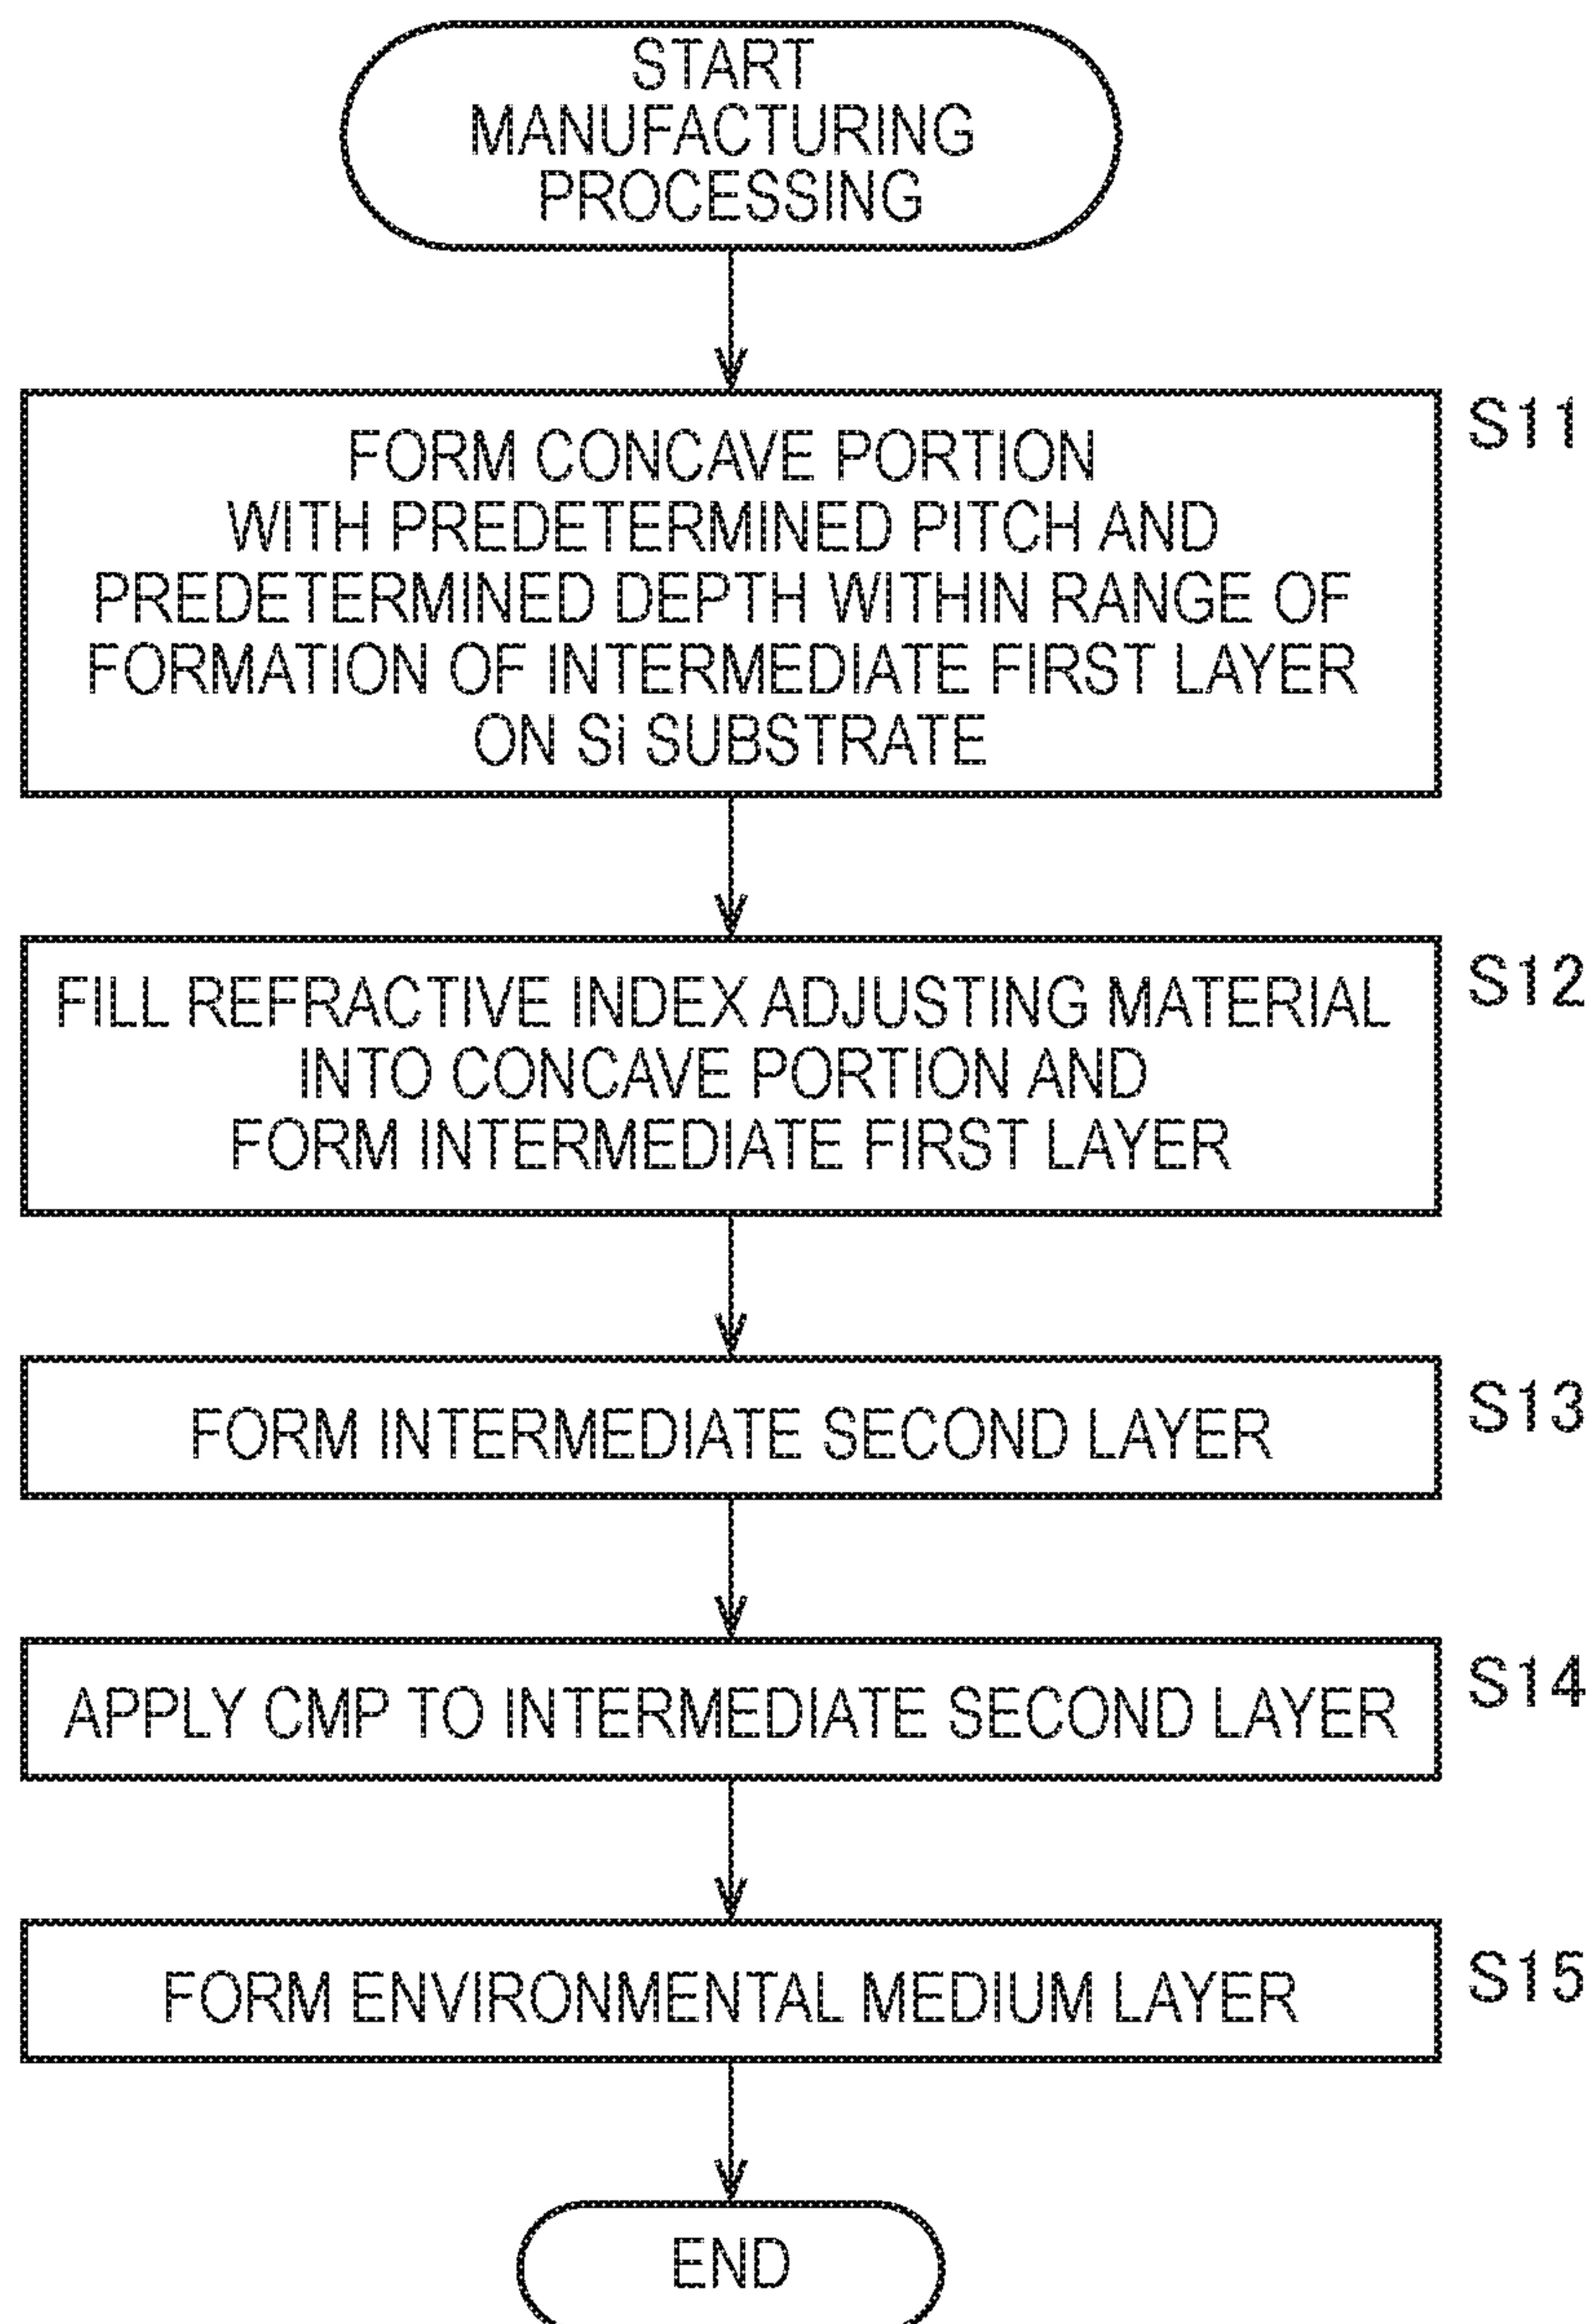 START
MANUFACTURING
PROCESSING
S11
FORM CONCAVE PORTION
WITH PREDETERMINED PITCH AND
PREDETERMINED DEPTH WITHIN RANGE OF
FORMATION OF INTERMEDIATE FIRST LAYER
ON Si SUBSTRATE
S12
FILL REFRACTIVE INDEX ADJUSTING MATERIAL
INTO CONCAVE PORTION AND
FORM INTERMEDIATE FIRST LAYER
S13
FORM INTERMEDIATE SECOND LAYER
S14
APPLY CMP TO INTERMEDIATE SECOND LAYER
S15
FORM ENVIRONMENTAL MEDIUM LAYER
END